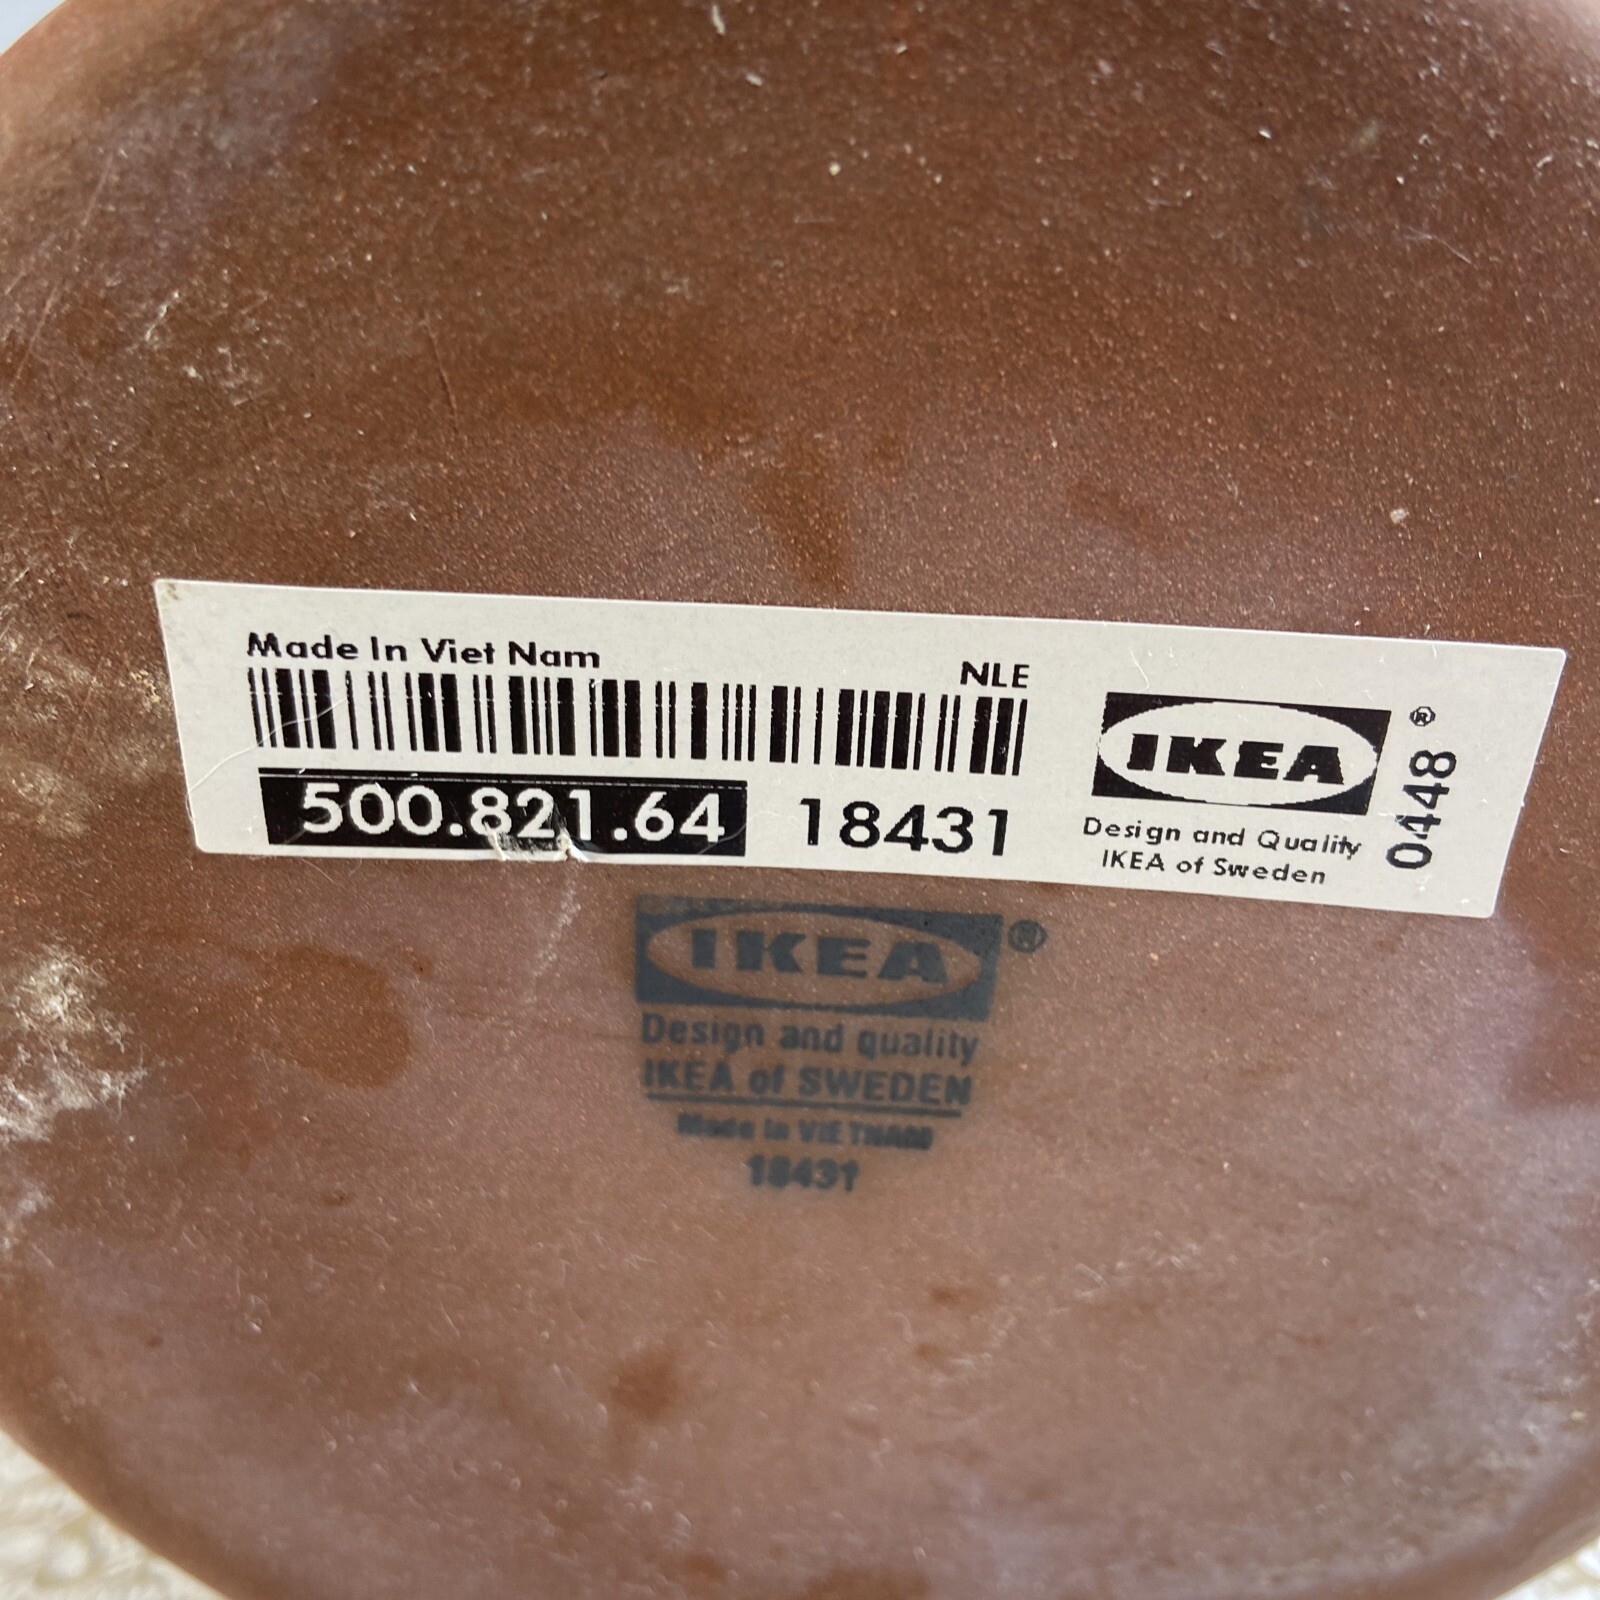 Made In Viet Nam
NLE
500.821.64 18431
IKEA ®
Design and Quality
IKEA of Sweden
0448
IKEA ®
Design and quality
IKEA of SWEDEN
Made in VIETNAM
18431